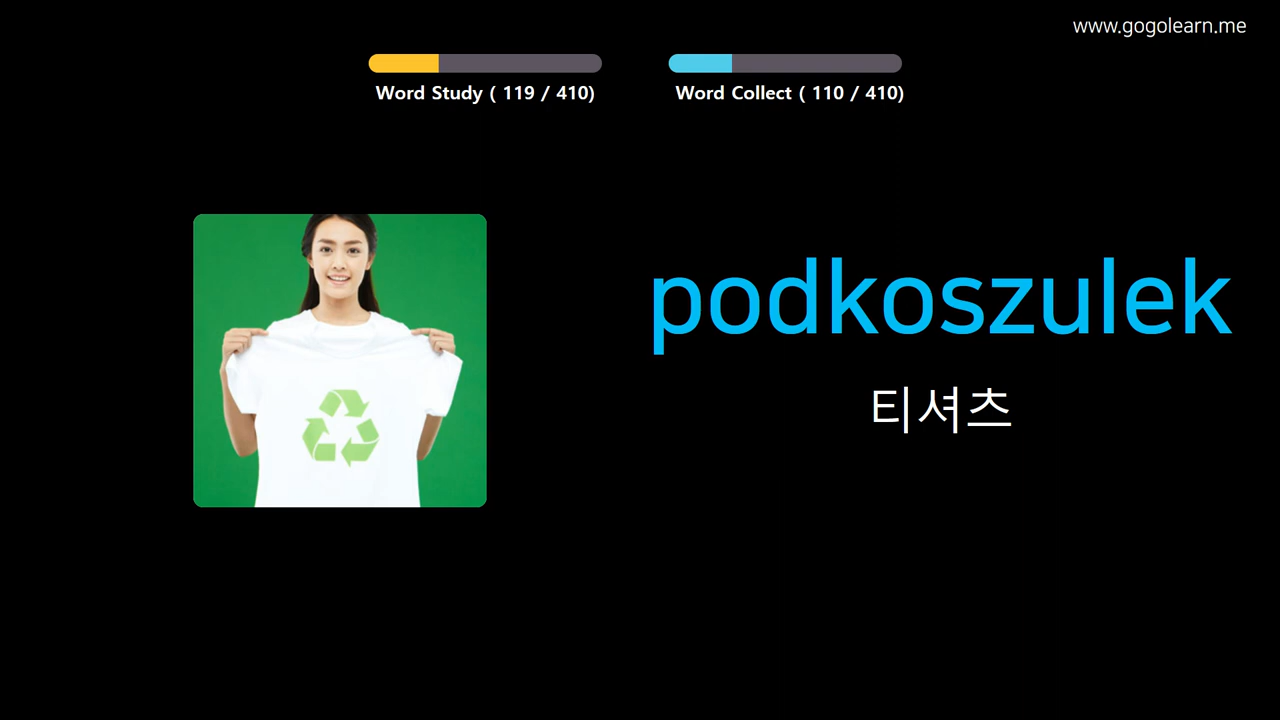 www.gogolearn.me
Word Study ( 119 / 410)
Word Collect ( 110 / 410)
podkoszulek
티셔츠